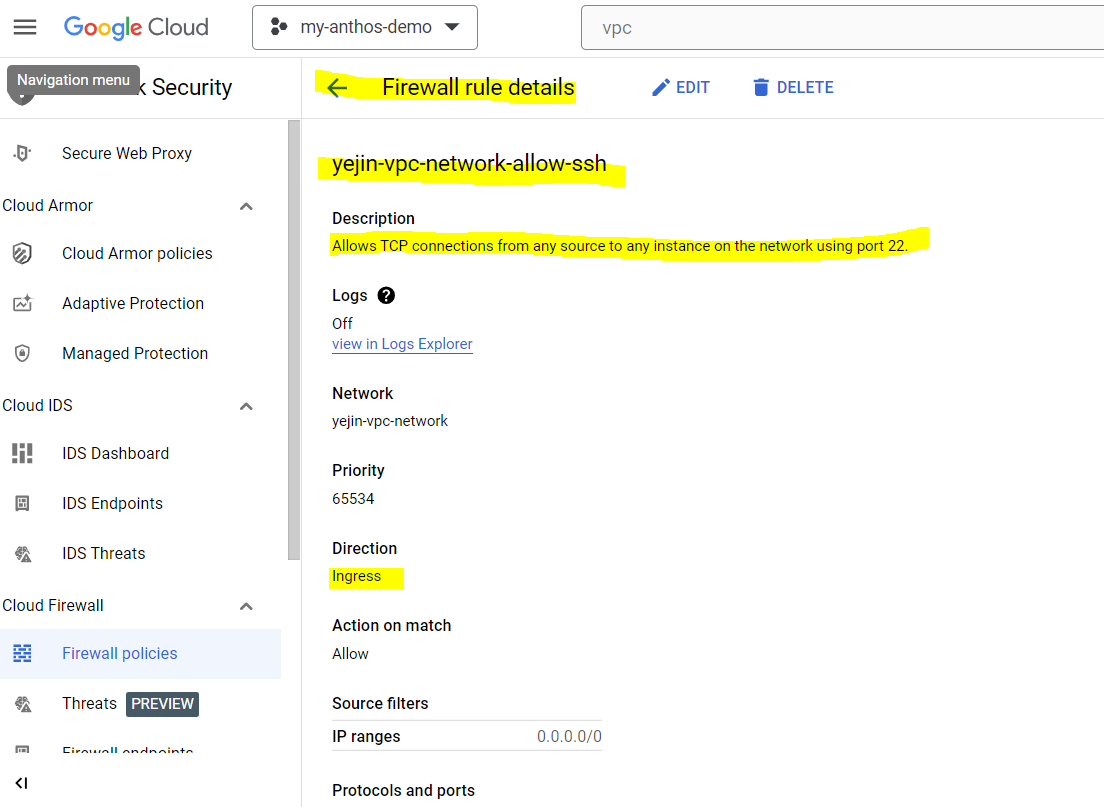 Google Cloud
my-anthos-demo
vpc
Navigation menu
k Security
Firewall rule details
EDIT
DELETE
Secure Web Proxy
Cloud Armor
Cloud Armor policies
Adaptive Protection
Managed Protection
Cloud IDS
IDS Dashboard
IDS Endpoints
IDS Threats
Cloud Firewall
Firewall policies
Threats PREVIEW
Firewall endpoints
yejin-vpc-network-allow-ssh
Description
Allows TCP connections from any source to any instance on the network using port 22.
Logs ?
Off
view in Logs Explorer
Network
yejin-vpc-network
Priority
65534
Direction
Ingress
Action on match
Allow
Source filters
IP ranges 0.0.0.0/0
Protocols and ports